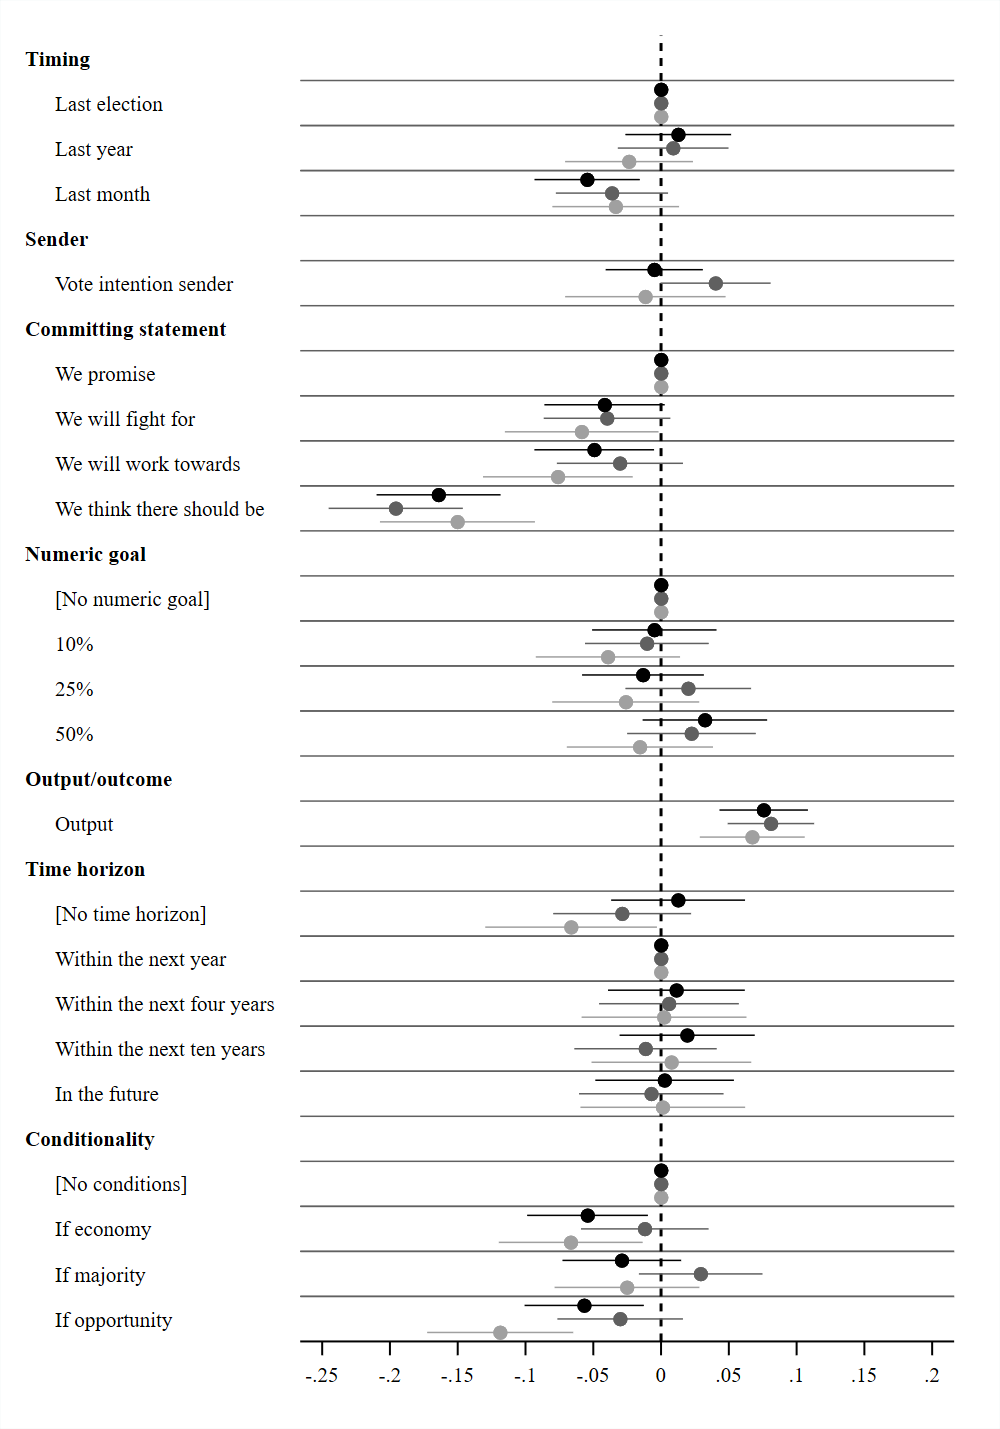 Timing
Last election
Last year
Last month
Sender
Vote intention sender
Committing statement
We promise
We will fight for
We will work towards
We think there should be
Numeric goal
[No numeric goal]
10%
25%
50%
Output/outcome
Output
Time horizon
[No time horizon]
Within the next year
Within the next four years
Within the next ten years
In the future
Conditionality
[No conditions]
If economy
If majority
If opportunity
-.25 -.2 -.15 -.1 -.05 0 .05 .1 .15 .2